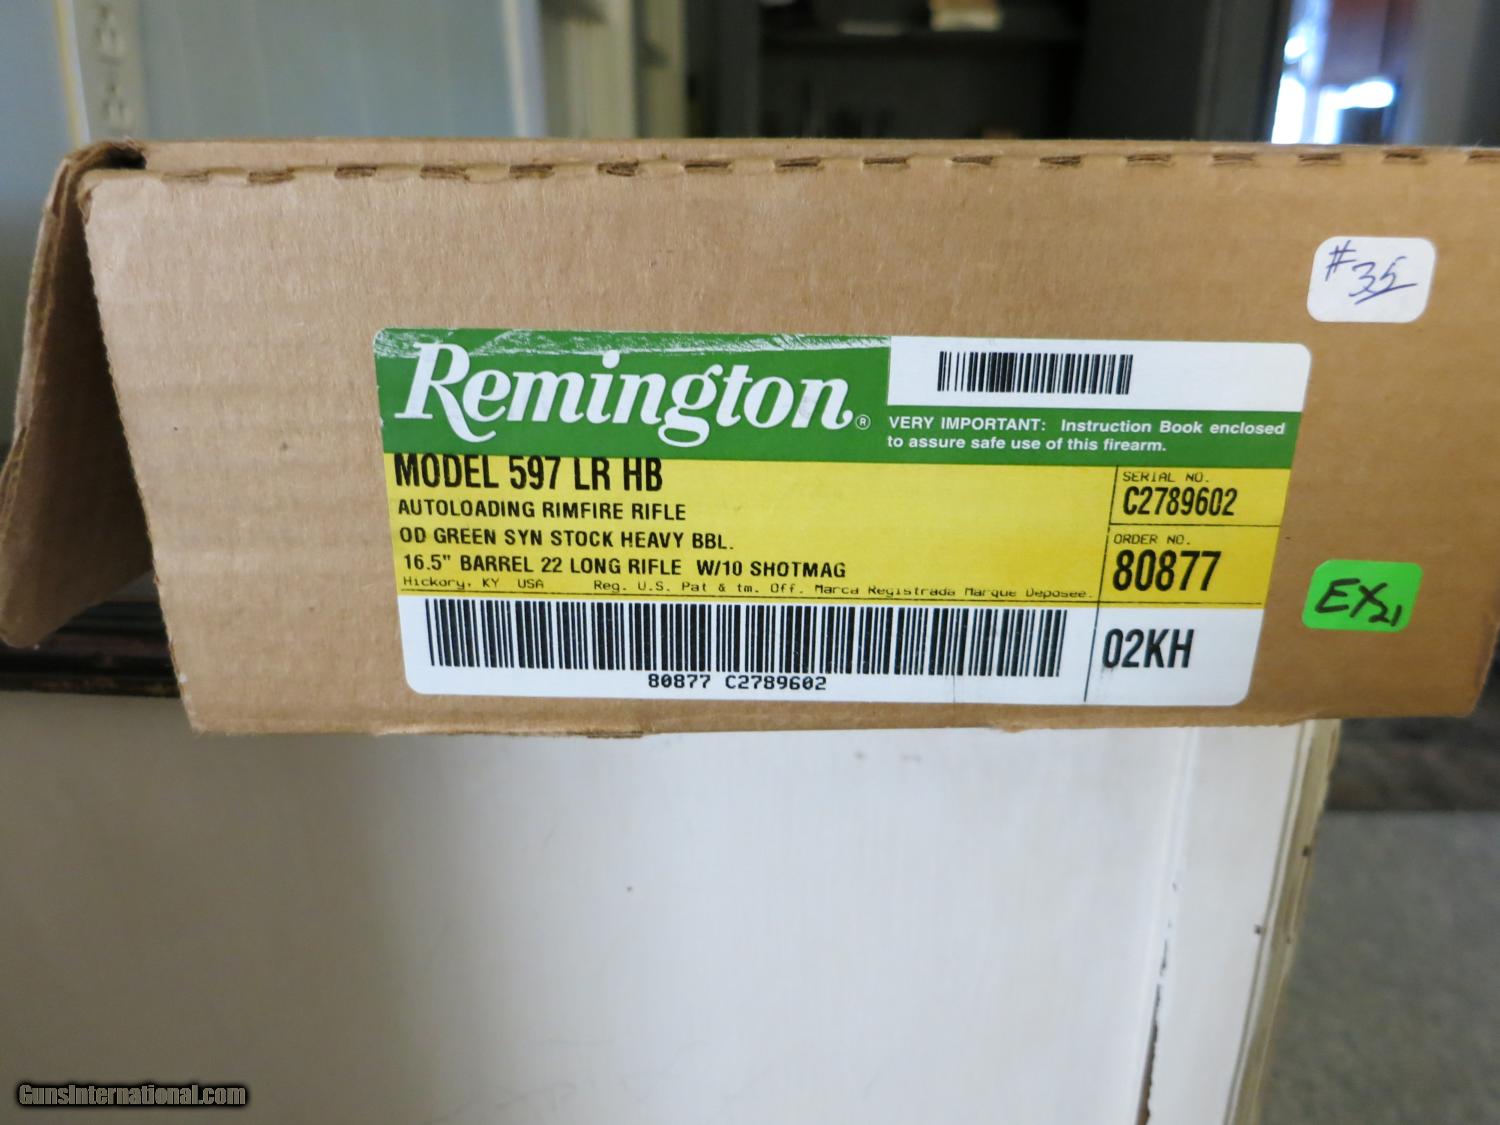 # 35
Remington®
VERY IMPORTANT: Instruction Book enclosed
to assure safe use of this firearm.
MODEL 597 LR HB
AUTOLOADING RIMFIRE RIFLE
OD GREEN SYN STOCK HEAVY BBL.
16.5" BARREL 22 LONG RIFLE W/10 SHOTMAG
Hickory, KY USA Reg. U.S. Pat & tm. Off. Marca Registrada Marque Deposee.
SERIAL NO.
C2789602
ORDER NO.
80877
02KH
80877 C2789602
EX21
GunsInternational.com